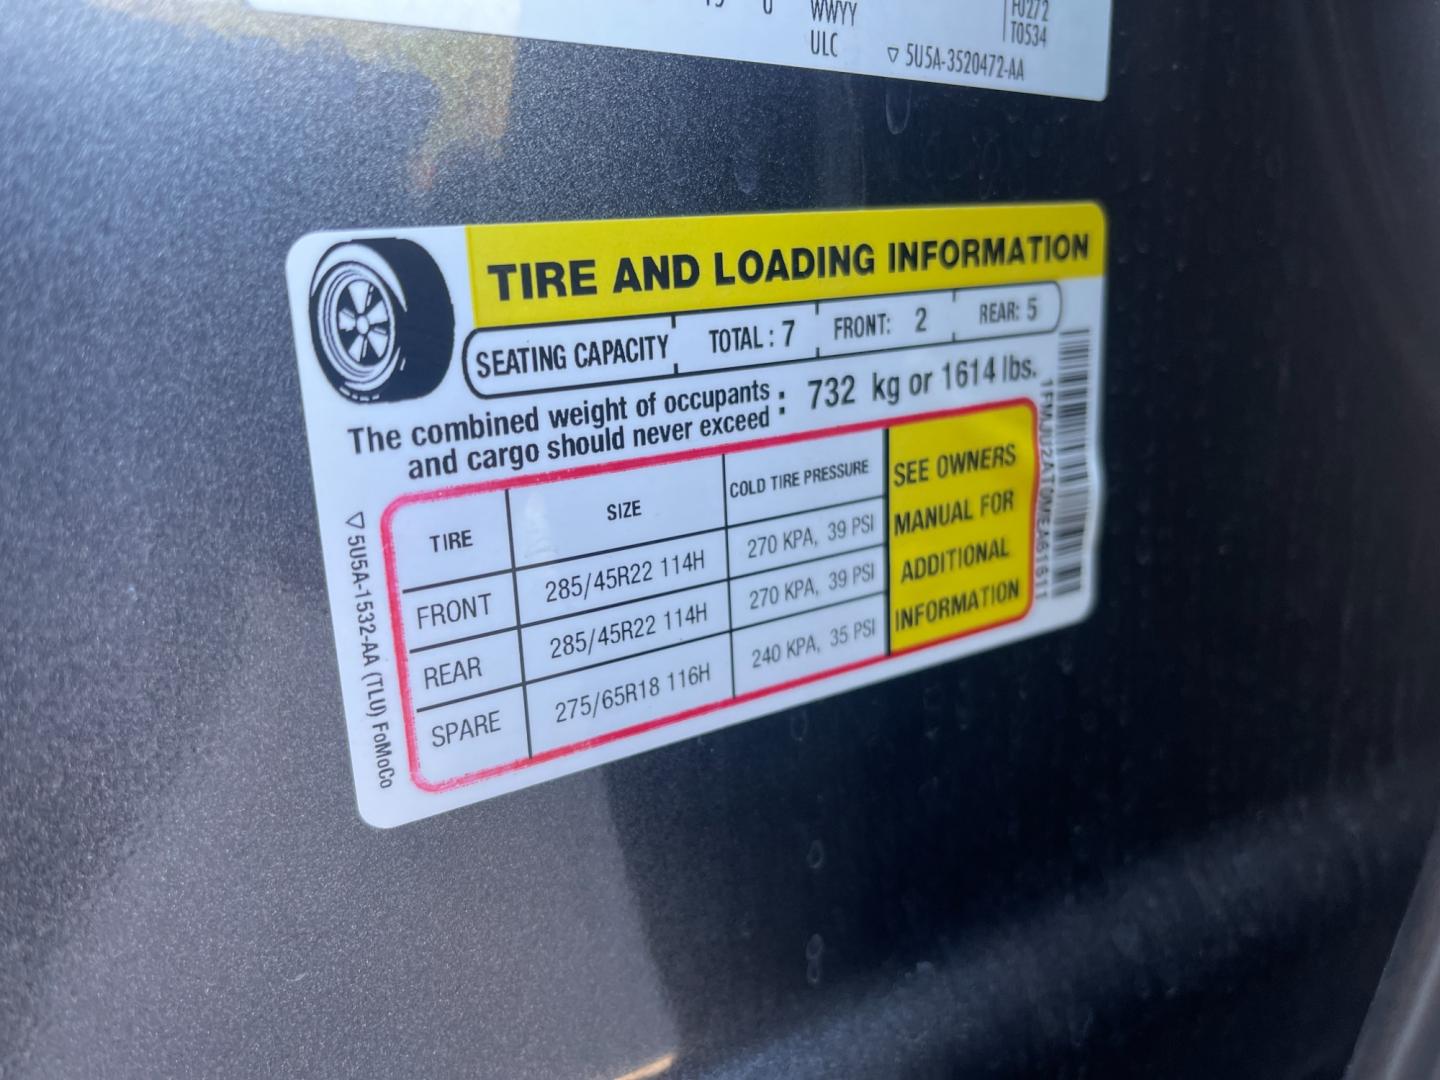 WWYY
ULC
F0272
T0534
▽ 5U5A-3520472-AA
TIRE AND LOADING INFORMATION
SEATING CAPACITY TOTAL : 7 FRONT: 2 REAR: 5
The combined weight of occupants
and cargo should never exceed : 732 kg or 1614 lbs.
TIRE SIZE COLD TIRE PRESSURE
FRONT 285/45R22 114H 270 KPA, 39 PSI
REAR 285/45R22 114H 270 KPA, 39 PSI
SPARE 275/65R18 116H 240 KPA, 35 PSI
SEE OWNERS
MANUAL FOR
ADDITIONAL
INFORMATION
▽ 5U5A-1532-AA (TLU) FoMoCo